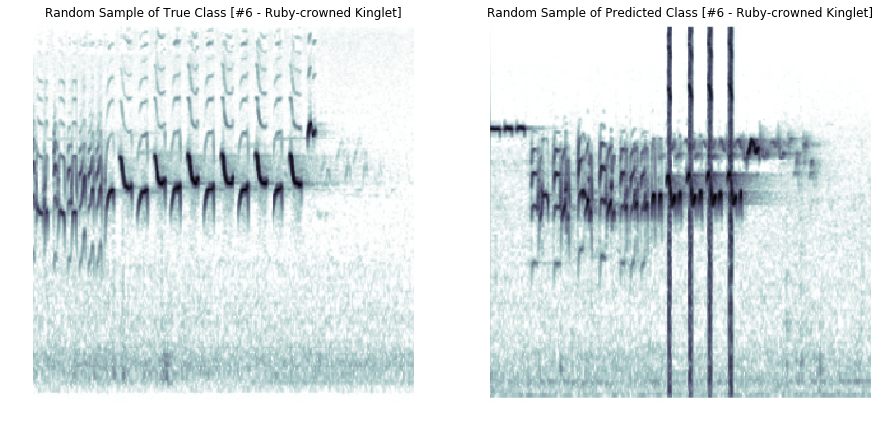 Random Sample of True Class [#6 - Ruby-crowned Kinglet]
Random Sample of Predicted Class [#6 - Ruby-crowned Kinglet]